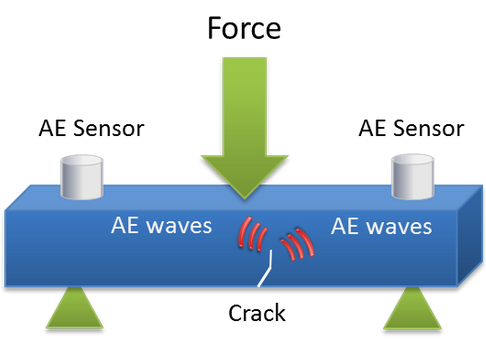 Force
AE Sensor
AE Sensor
AE waves
AE waves
Crack